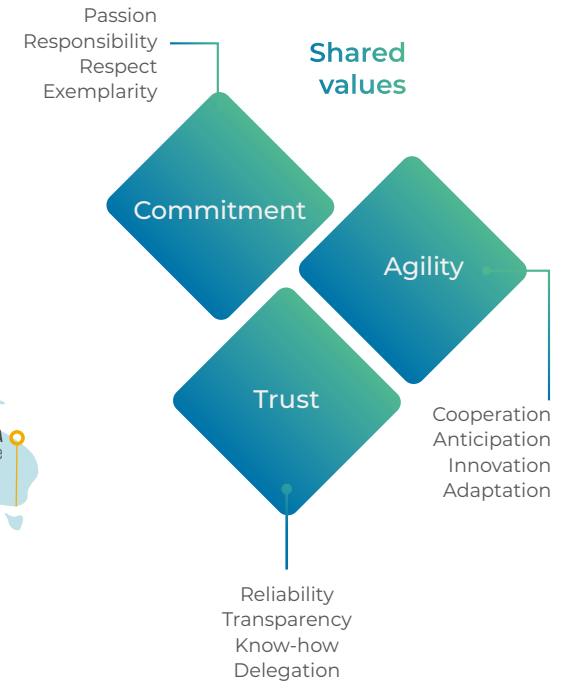 Passion
Responsibility
Respect
Exemplarity
Shared
values
Commitment
Agility
Trust
Cooperation
Anticipation
Innovation
Adaptation
Reliability
Transparency
Know-how
Delegation